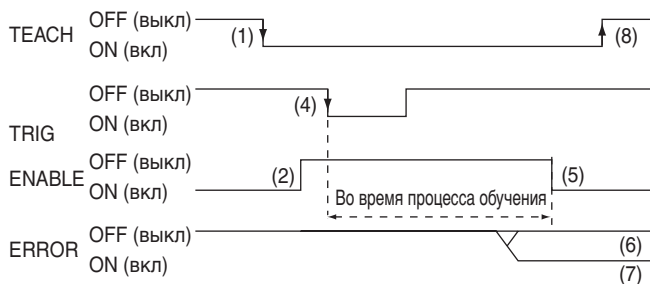 TEACH
OFF (выкл)
ON (вкл)
(1)
(8)
TRIG
OFF (выкл)
ON (вкл)
(4)
ENABLE
OFF (выкл)
ON (вкл)
(2)
(5)
Во время процесса обучения
ERROR
OFF (выкл)
ON (вкл)
(6)
(7)